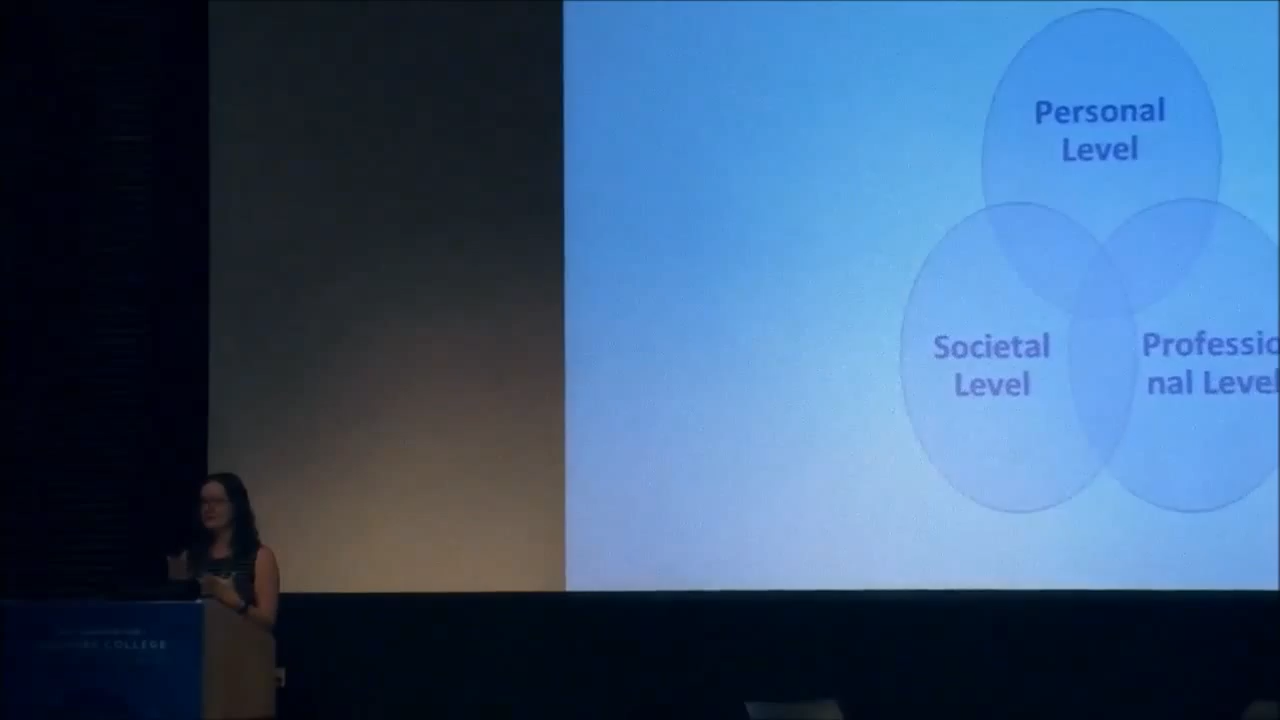 Personal
Level
Societal
Level
Professio
nal Level
COLLEGE